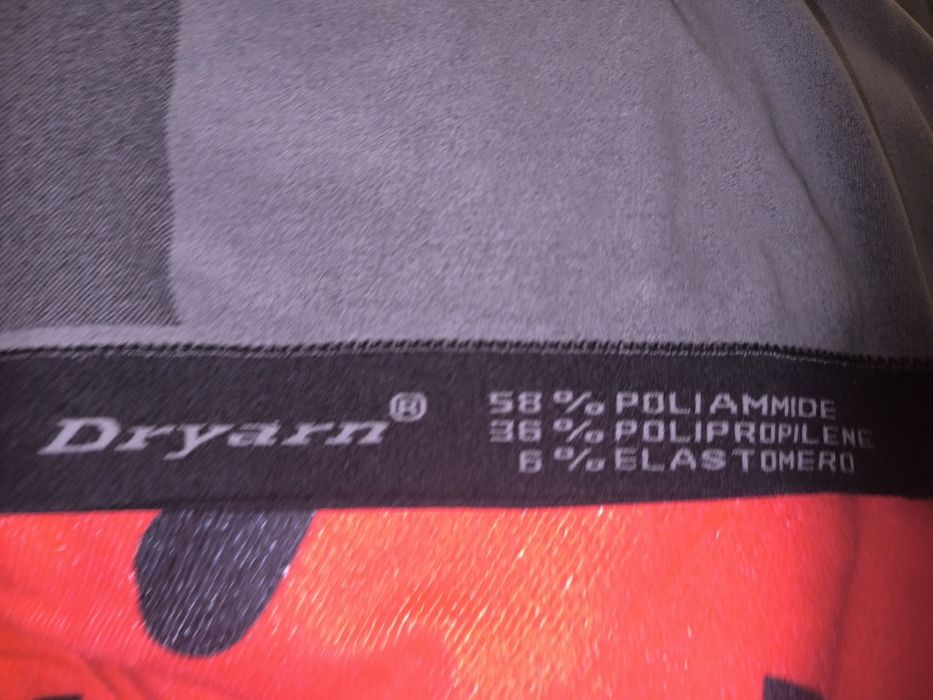 Dryarn®
58% POLIAMMIDE
36% POLIPROPILENE
6% ELASTOMERO